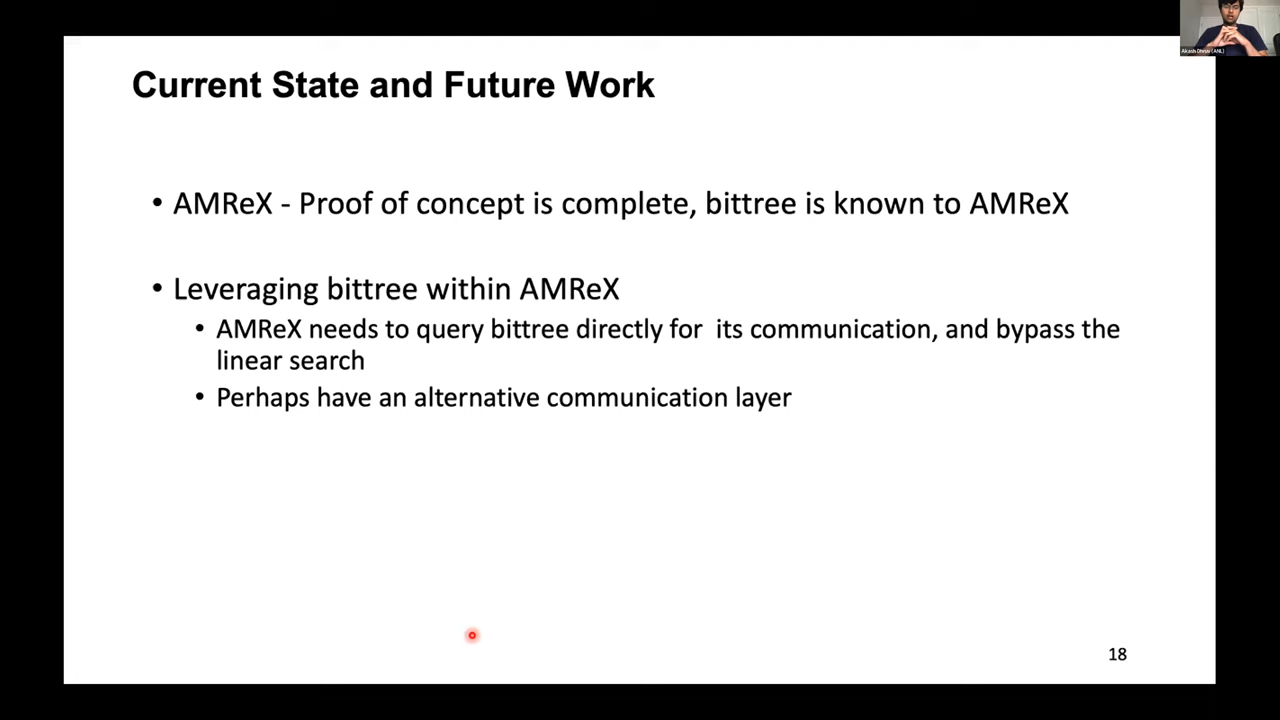 Current State and Future Work
• AMReX - Proof of concept is complete, bittree is known to AMReX
• Leveraging bittree within AMReX
• AMReX needs to query bittree directly for  its communication, and bypass the
linear search
• Perhaps have an alternative communication layer
18